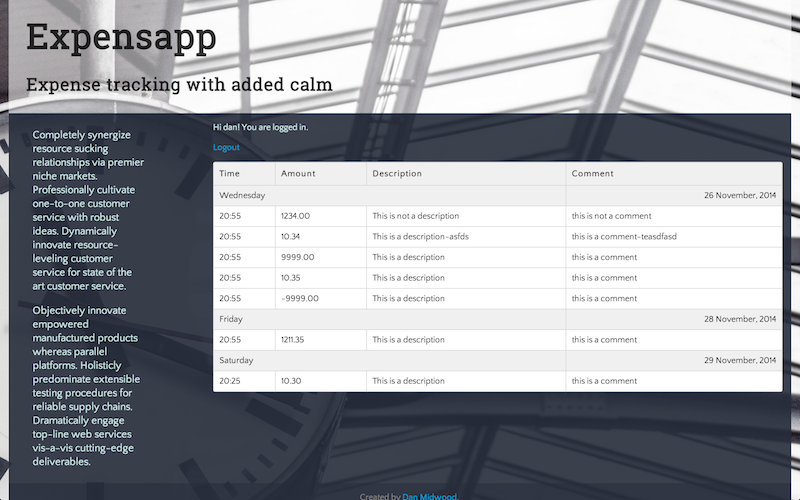 Expensapp
Expense tracking with added calm
Completely synergize
resource sucking
relationships via premier
niche markets.
Professionally cultivate
one-to-one customer
service with robust
ideas. Dynamically
innovate resource-
leveling customer
service for state of the
art customer service.
Objectively innovate
empowered
manufactured products
whereas parallel
platforms. Holisticly
predominate extensible
testing procedures for
reliable supply chains.
Dramatically engage
top-line web services
vis-a-vis cutting-edge
deliverables.
Hi dan! You are logged in.
Logout
Time Amount Description Comment
Wednesday 26 November, 2014
20:55 1234.00 This is not a description this is not a comment
20:55 10.34 This is a description-asfds this is a comment-teasdfasd
20:55 9999.00 This is a description this is a comment
20:55 10.35 This is a description this is a comment
20:55 -9999.00 This is a description this is a comment
Friday 28 November, 2014
20:55 1211.35 This is a description this is a comment
Saturday 29 November, 2014
20:25 10.30 This is a description this is a comment
Created by Dan Midwood.